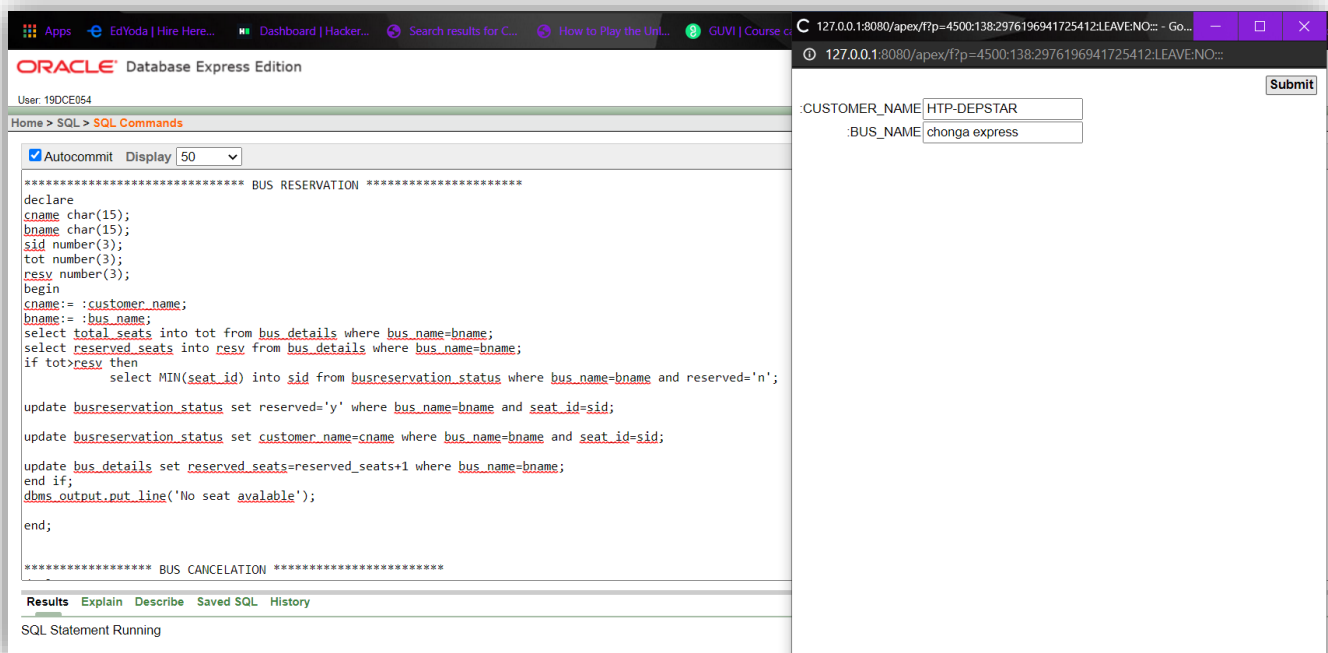 Apps EdYoda | Hire Here... Dashboard | Hacker... Search results for C... How to Play the Un... GUVI | Course ca
ORACLE Database Express Edition
User: 19DCE054
Home > SQL > SQL Commands
Autocommit Display 50
******************************* BUS RESERVATION **********************
declare
cname char(15);
bname char(15);
sid number(3);
tot number(3);
resv number(3);
begin
cname:= :customer_name;
bname:= :bus_name;
select total_seats into tot from bus_details where bus_name=bname;
select reserved_seats into resv from bus_details where bus_name=bname;
if tot>resv then
select MIN(seat_id) into sid from busreservation_status where bus_name=bname and reserved='n';
update busreservation_status set reserved='y' where bus_name=bname and seat_id=sid;
update busreservation_status set customer_name=cname where bus_name=bname and seat_id=sid;
update bus_details set reserved_seats=reserved_seats+1 where bus_name=bname;
end if;
dbms_output.put_line('No seat avalable');
end;
****************** BUS CANCELATION ************************
Results Explain Describe Saved SQL History
SQL Statement Running
127.0.0.1:8080/apex/f?p=4500:138:2976196941725412:LEAVE:NO::: - Go...
127.0.0.1:8080/apex/f?p=4500:138:2976196941725412:LEAVE:NO:::
Submit
:CUSTOMER_NAME HTP-DEPSTAR
:BUS_NAME chonga express